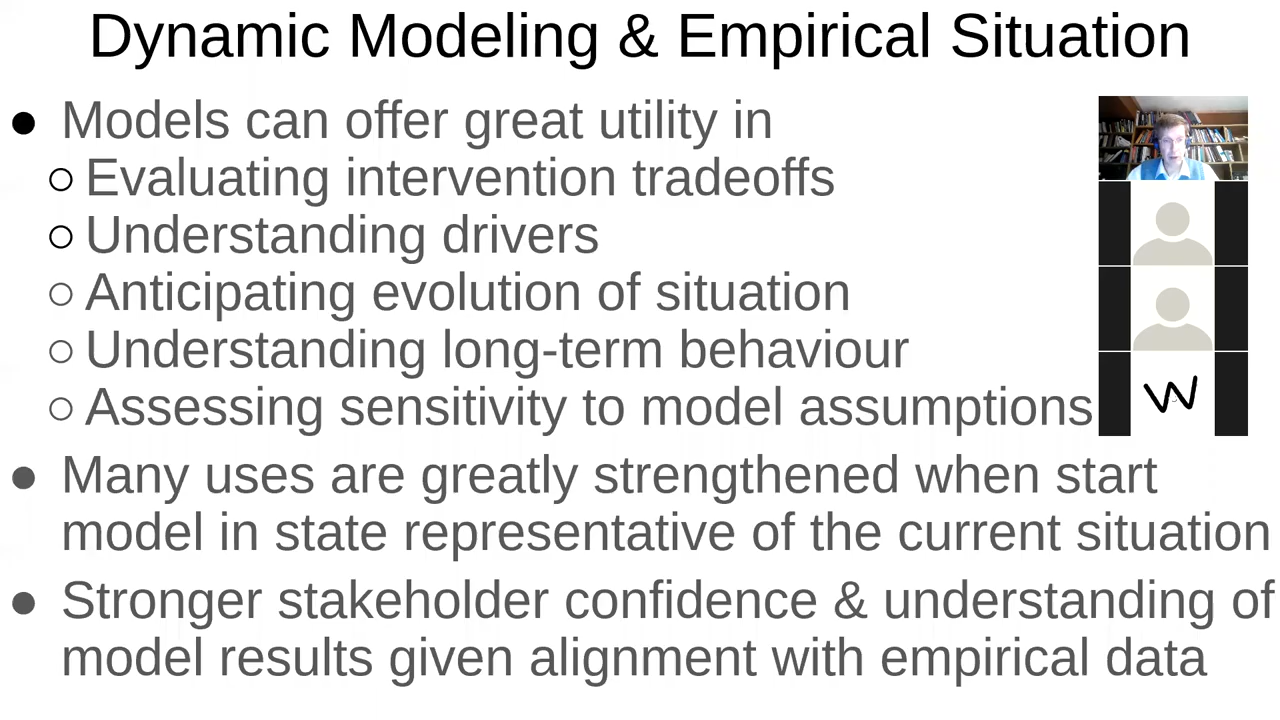 Dynamic Modeling & Empirical Situation
● Models can offer great utility in
○ Evaluating intervention tradeoffs
○ Understanding drivers
○ Anticipating evolution of situation
○ Understanding long-term behaviour
○ Assessing sensitivity to model assumptions
● Many uses are greatly strengthened when start
model in state representative of the current situation
● Stronger stakeholder confidence & understanding of
model results given alignment with empirical data
W